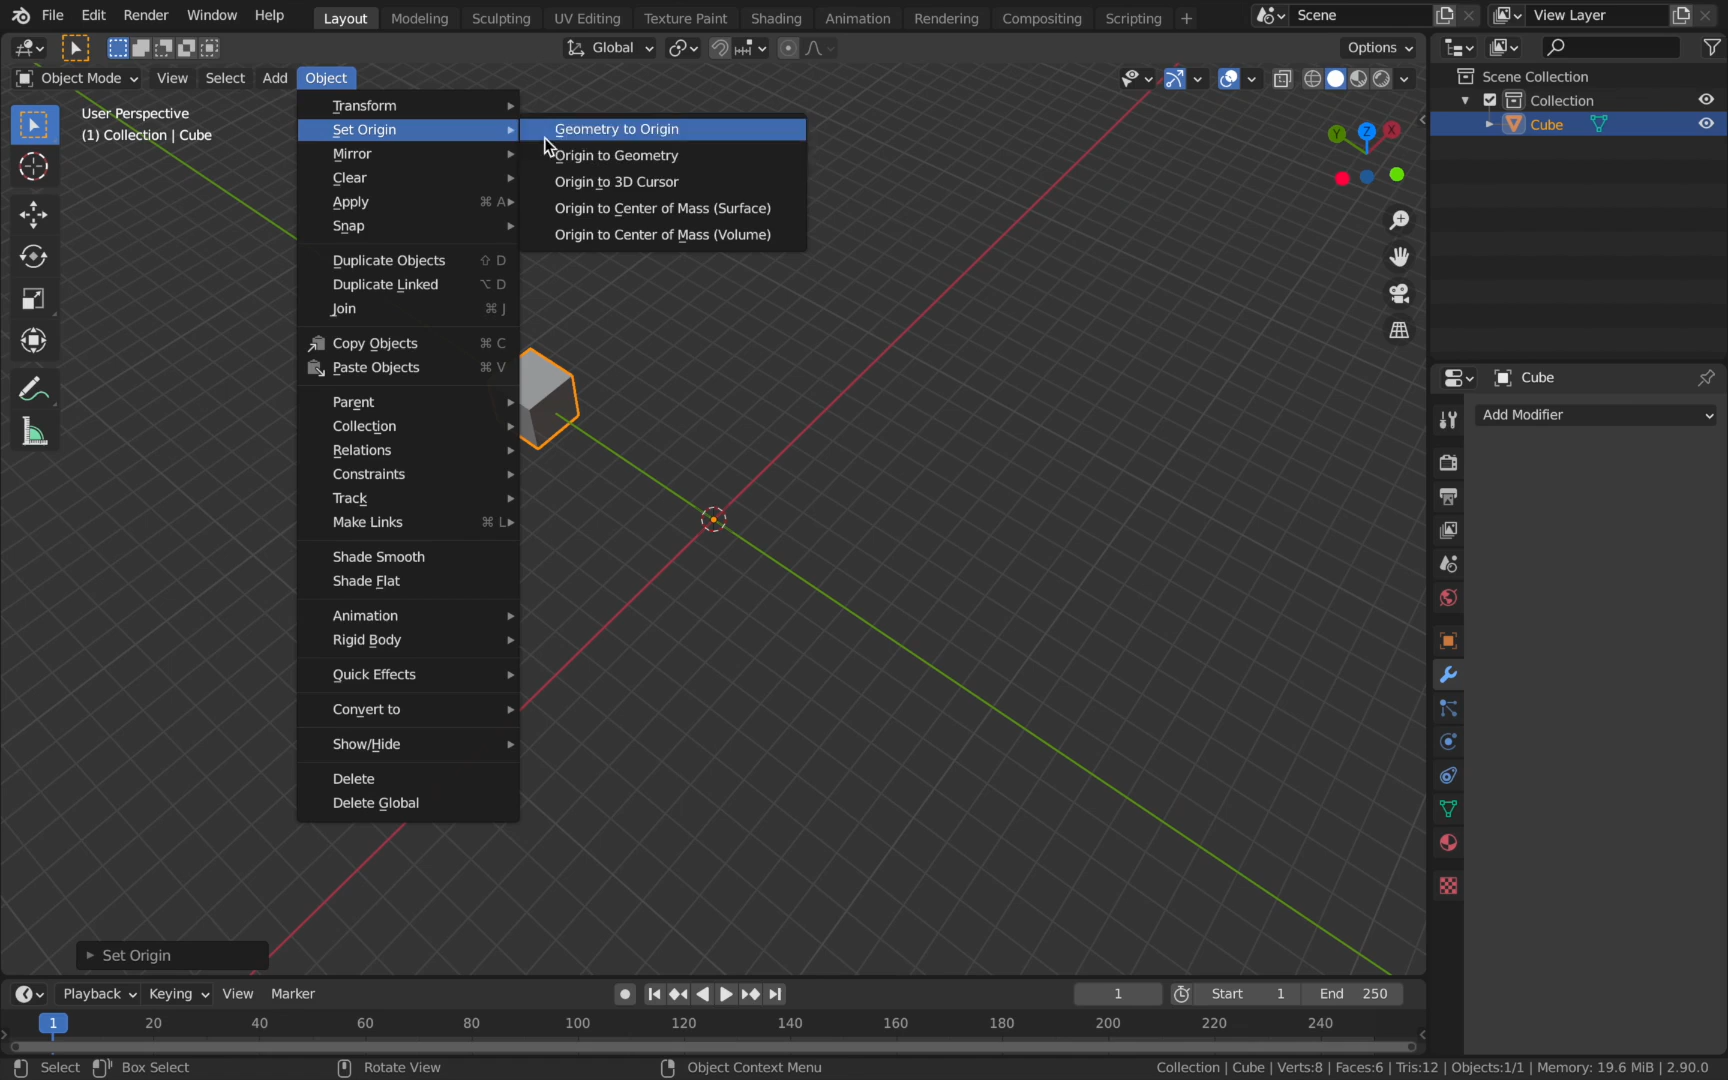 File Edit Render Window Help Layout Modeling Sculpting UV Editing Texture Paint Shading Animation Rendering Compositing Scripting + Scene View Layer
Global Options
Object Mode View Select Add Object
User Perspective
(1) Collection | Cube
Transform
Set Origin
Mirror
Clear
Apply ⌘ A
Snap
Duplicate Objects ⇧ D
Duplicate Linked ⌥ D
Join ⌘ J
Copy Objects ⌘ C
Paste Objects ⌘ V
Parent
Collection
Relations
Constraints
Track
Make Links ⌘ L
Shade Smooth
Shade Flat
Animation
Rigid Body
Quick Effects
Convert to
Show/Hide
Delete
Delete Global
Geometry to Origin
Origin to Geometry
Origin to 3D Cursor
Origin to Center of Mass (Surface)
Origin to Center of Mass (Volume)
Y Z X
Scene Collection
Collection
Cube
Cube
Add Modifier
Set Origin
Playback Keying View Marker 1 Start 1 End 250
1 20 40 60 80 100 120 140 160 180 200 220 240
Select Box Select Rotate View Object Context Menu Collection | Cube | Verts:8 | Faces:6 | Tris:12 | Objects:1/1 | Memory: 19.6 MiB | 2.90.0